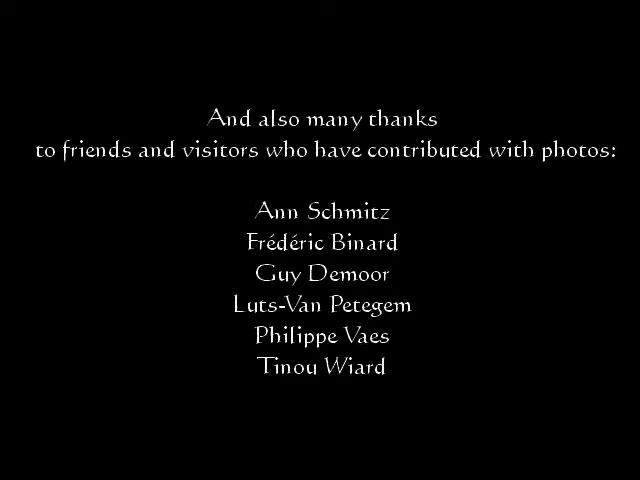 And also many thanks
to friends and visitors who have contributed with photos:
Ann Schmitz
Frédéric Binard
Guy Demoor
Luts-Van Petegem
Philippe Vaes
Tinou Wiard